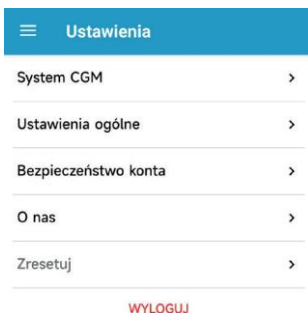 Ustawienia
System CGM
Ustawienia ogólne
Bezpieczeństwo konta
O nas
Zresetuj
WYLOGUJ